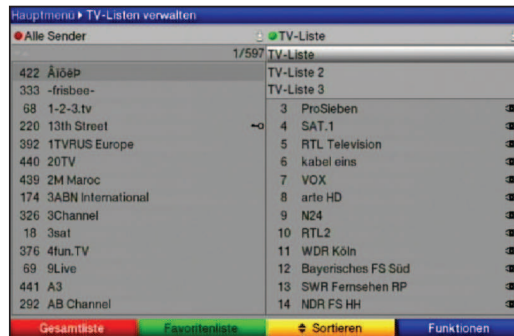 Hauptmenü ▸ TV-Listen verwalten
Alle Sender
1/597
422 Äïöëþ
333 -frisbee-
68 1-2-3.tv
220 13th Street
392 1TVRUS Europe
440 20TV
439 2M Maroc
174 3ABN International
326 3Channel
18 3sat
376 4fun.TV
69 9Live
441 A3
292 AB Channel
TV-Liste
TV-Liste
TV-Liste 2
TV-Liste 3
3 ProSieben
4 SAT.1
5 RTL Television
6 kabel eins
7 VOX
8 arte HD
9 N24
10 RTL2
11 WDR Köln
12 Bayerisches FS Süd
13 SWR Fernsehen RP
14 NDR FS HH
Gesamtliste
Favoritenliste
Sortieren
Funktionen